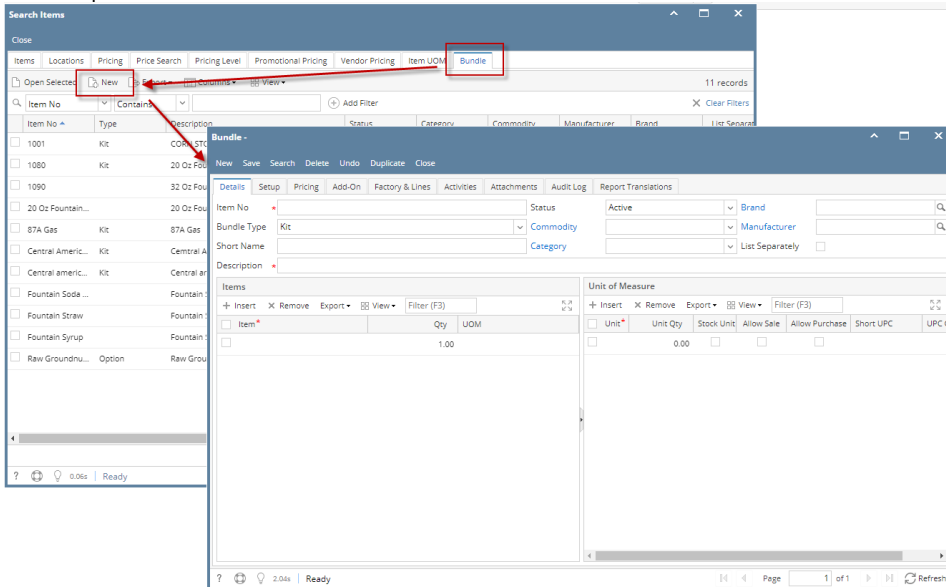 Search Items
Close
Items Locations Pricing Price Search Pricing Level Promotional Pricing Vendor Pricing Item UOM Bundle
Open Selected New Export Columns View 11 records
Item No Contains Add Filter Clear Filters
Item No Type Description Status Category Commodity Manufacturer Brand List Separat
1001 Kit CORN STO
1080 Kit 20 Oz Fou
1090 32 Oz Fou
20 Oz Fountain... 20 Oz Fou
87A Gas Kit 87A Gas
Central Americ... Kit Cemtral A
Central americ... Kit Central ar
Fountain Soda ... Fountain S
Fountain Straw Fountain S
Fountain Syrup Fountain S
Raw Groundnu... Option Raw Grou
? 0.06s Ready
Bundle -
New Save Search Delete Undo Duplicate Close
Details Setup Pricing Add-On Factory & Lines Activities Attachments Audit Log Report Translations
Item No * Status Active Brand
Bundle Type Kit Commodity Manufacturer
Short Name Category List Separately
Description *
Items
+ Insert Remove Export View Filter (F3)
Item* Qty UOM
1.00
Unit of Measure
+ Insert Remove Export View Filter (F3)
Unit* Unit Qty Stock Unit Allow Sale Allow Purchase Short UPC UPC
0.00
? 2.04s Ready Page 1 of 1 Refresh